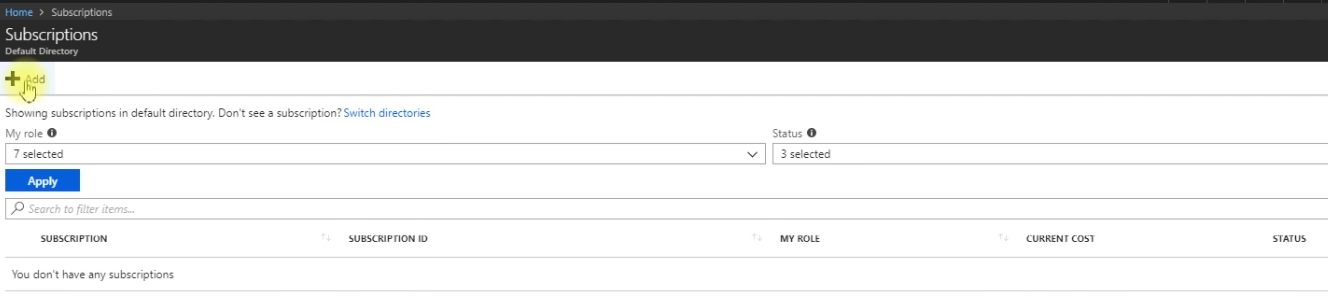 Home > Subscriptions
Subscriptions
Default Directory
+ Add
Showing subscriptions in default directory. Don't see a subscription? Switch directories
My role Status
7 selected 3 selected
Apply
Search to filter items...
SUBSCRIPTION SUBSCRIPTION ID MY ROLE CURRENT COST STATUS
You don't have any subscriptions